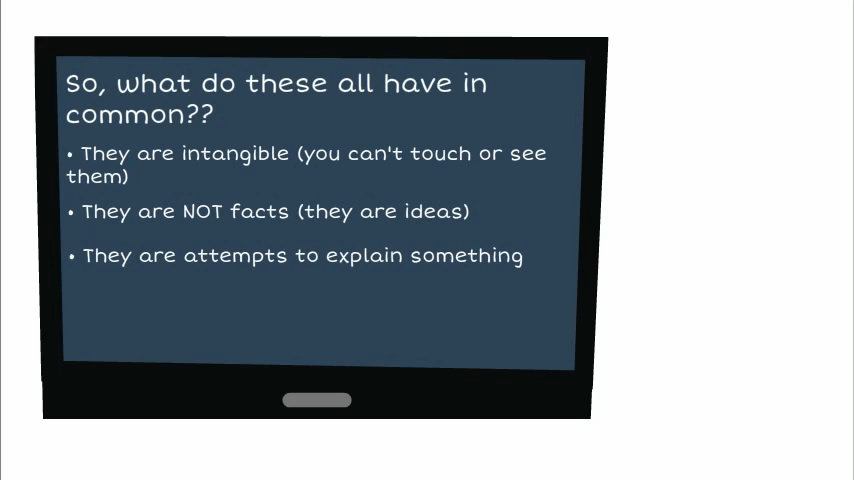 So, what do these all have in
common??
• They are intangible (you can't touch or see
them)
• They are NOT facts (they are ideas)
• They are attempts to explain something